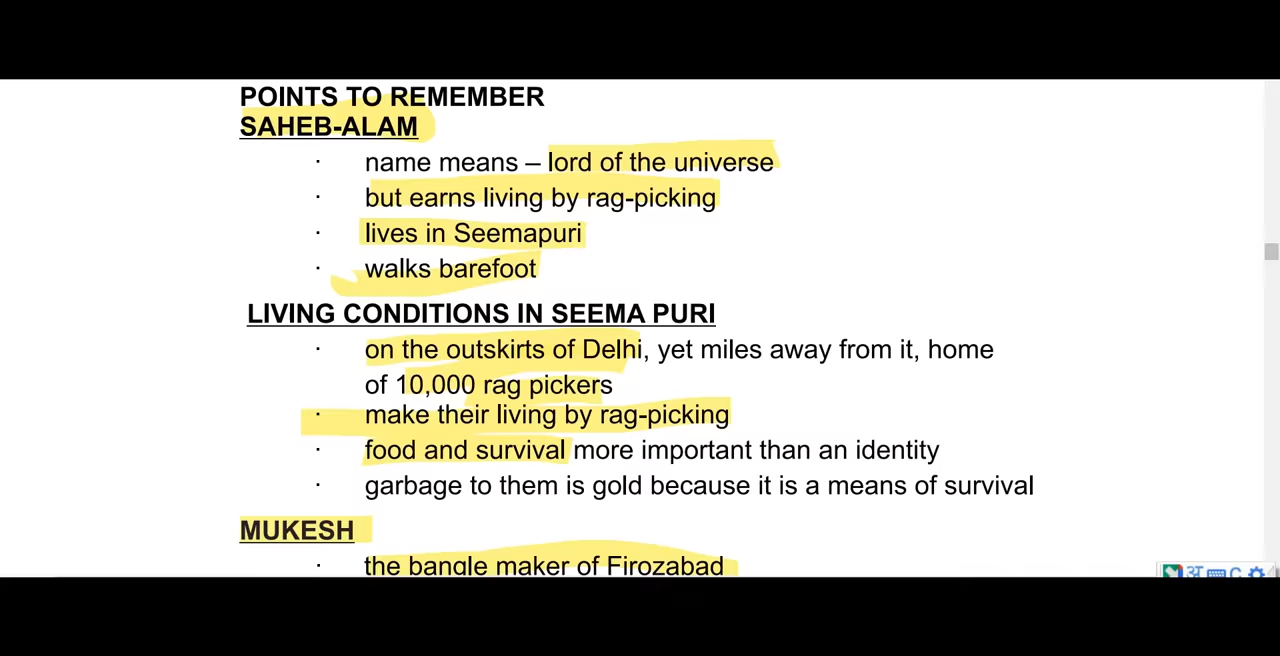 POINTS TO REMEMBER
SAHEB-ALAM
· name means – lord of the universe
· but earns living by rag-picking
· lives in Seemapuri
· walks barefoot
LIVING CONDITIONS IN SEEMA PURI
· on the outskirts of Delhi, yet miles away from it, home
of 10,000 rag pickers
· make their living by rag-picking
· food and survival more important than an identity
· garbage to them is gold because it is a means of survival
MUKESH
· the bangle maker of Firozabad
अ